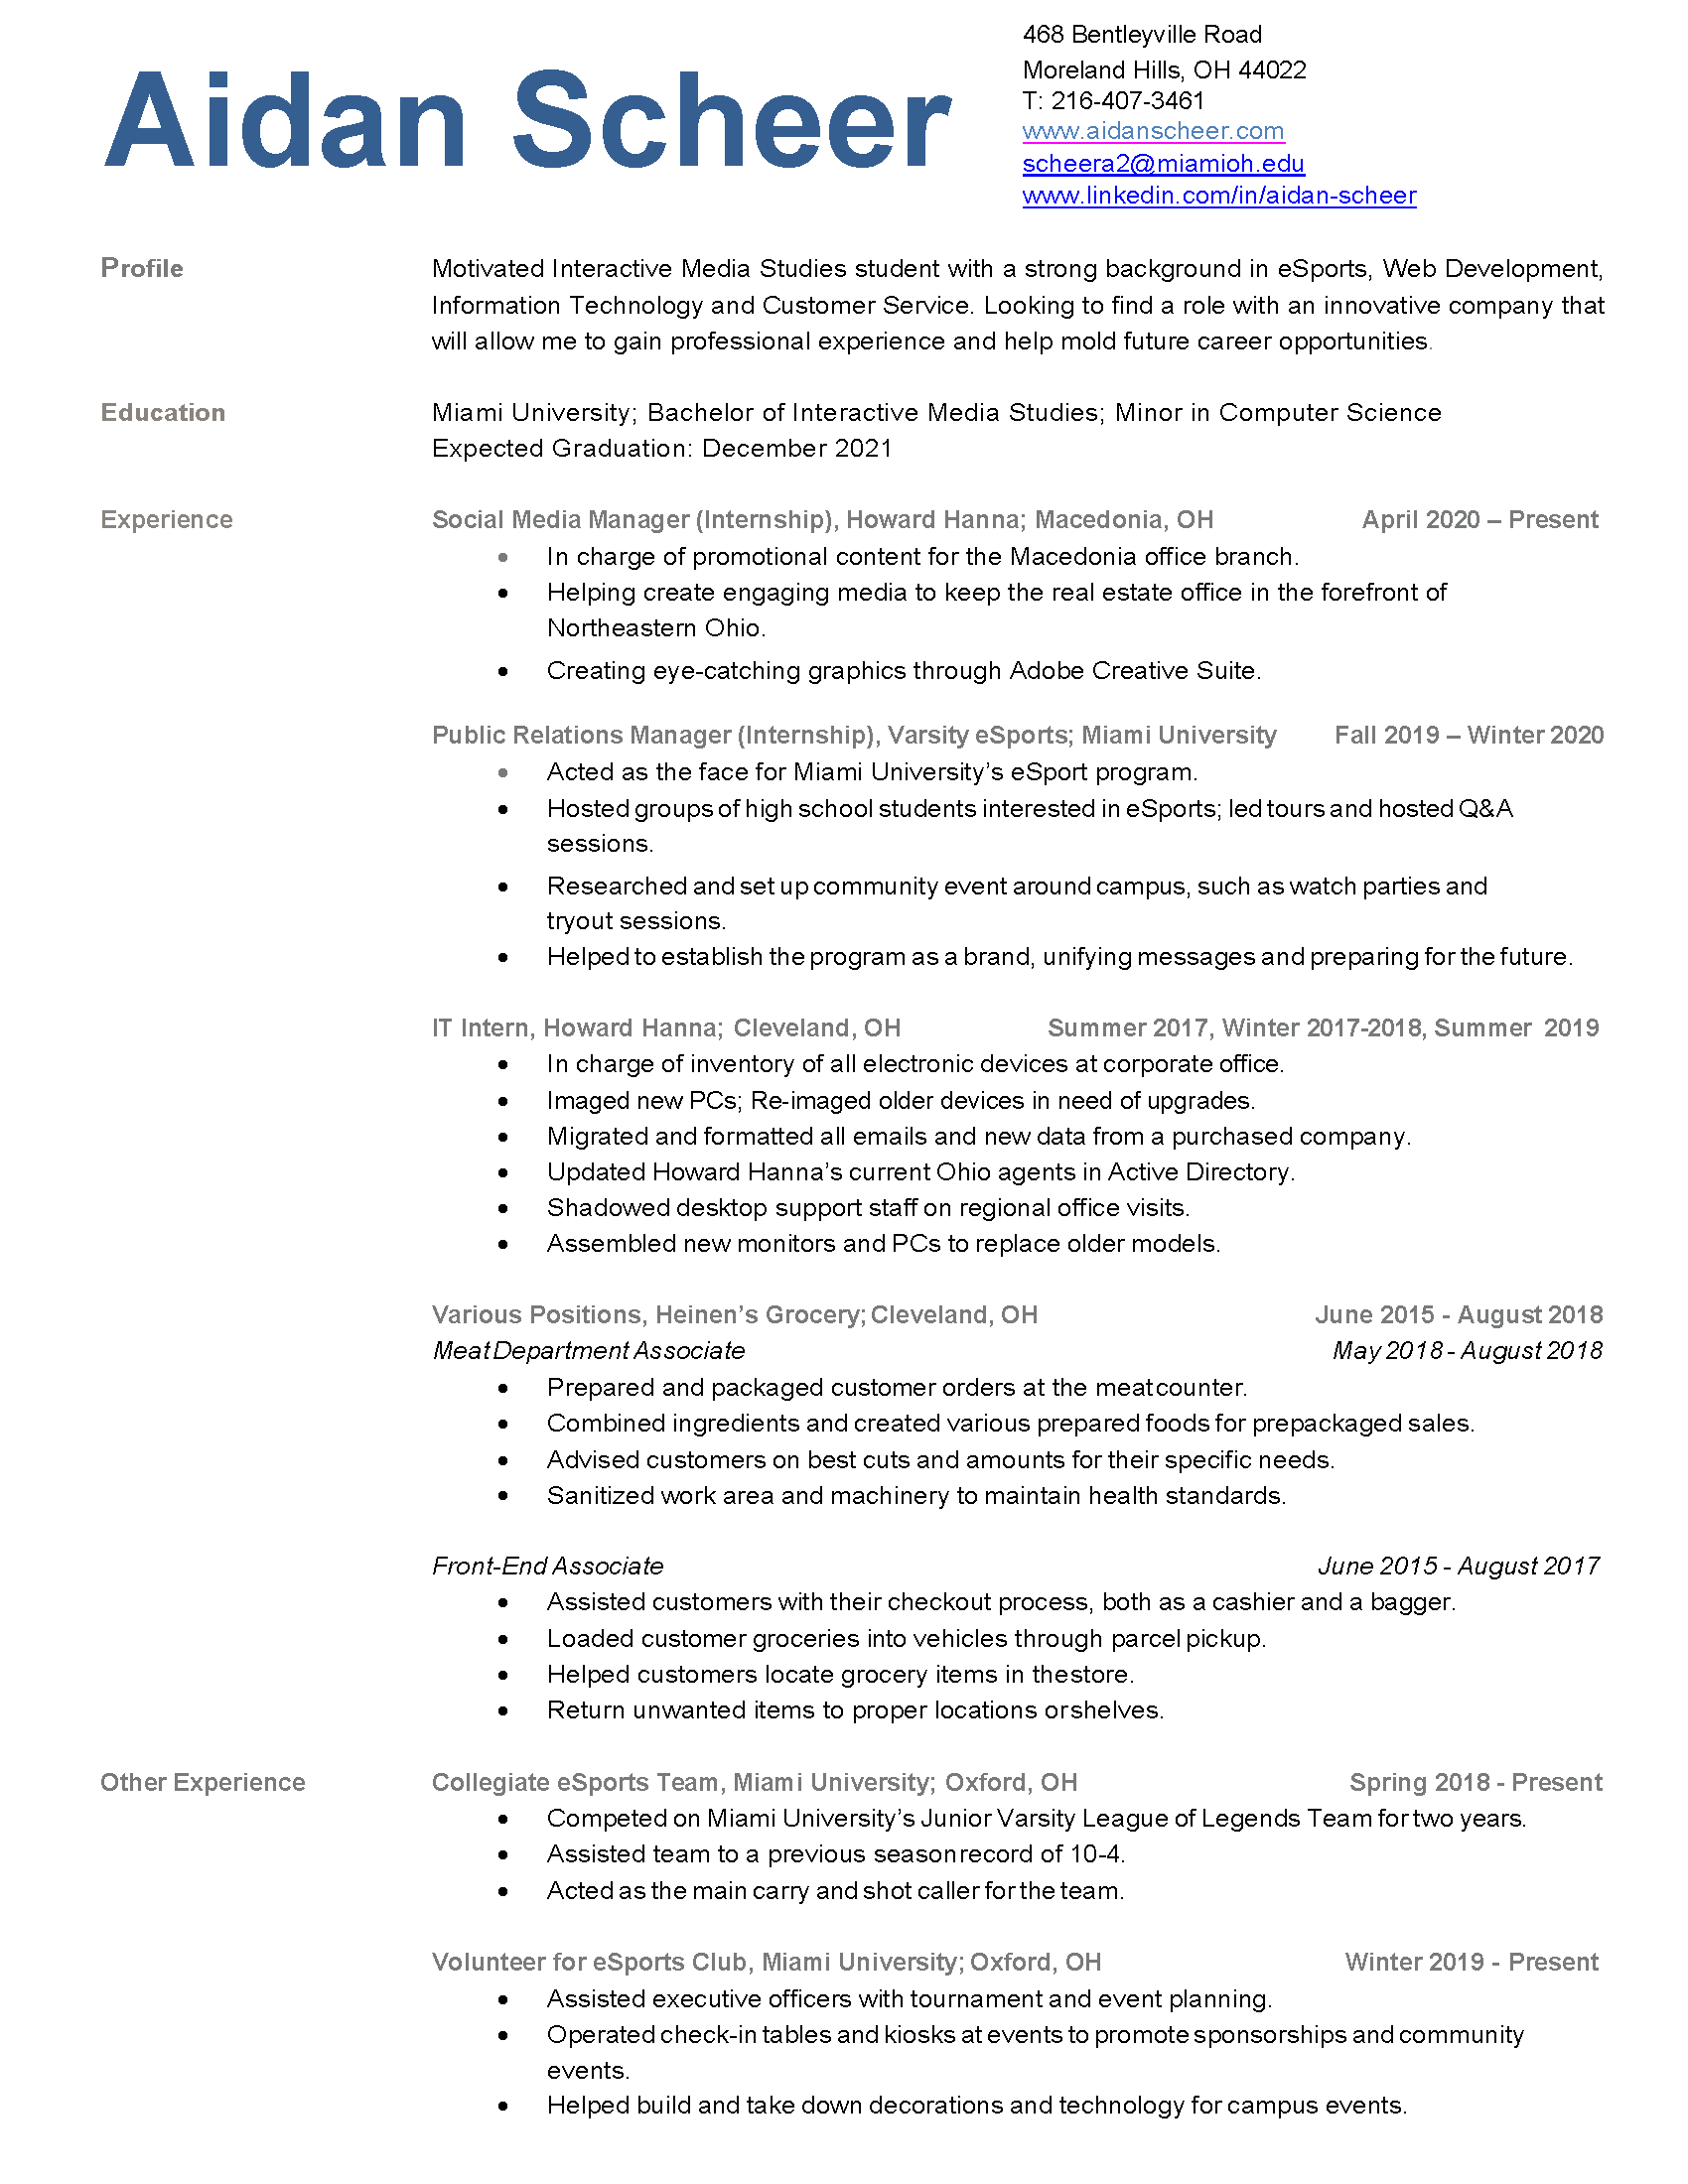 Aidan Scheer
468 Bentleyville Road
Moreland Hills, OH 44022
T: 216-407-3461
www.aidanscheer.com
scheera2@miamioh.edu
www.linkedin.com/in/aidan-scheer
Profile
Motivated Interactive Media Studies student with a strong background in eSports, Web Development,
Information Technology and Customer Service. Looking to find a role with an innovative company that
will allow me to gain professional experience and help mold future career opportunities.
Education
Miami University; Bachelor of Interactive Media Studies; Minor in Computer Science
Expected Graduation: December 2021
Experience
Social Media Manager (Internship), Howard Hanna; Macedonia, OH April 2020 – Present
• In charge of promotional content for the Macedonia office branch.
• Helping create engaging media to keep the real estate office in the forefront of
Northeastern Ohio.
• Creating eye-catching graphics through Adobe Creative Suite.
Public Relations Manager (Internship), Varsity eSports; Miami University Fall 2019 – Winter 2020
• Acted as the face for Miami University’s eSport program.
• Hosted groups of high school students interested in eSports; led tours and hosted Q&A
sessions.
• Researched and set up community event around campus, such as watch parties and
tryout sessions.
• Helped to establish the program as a brand, unifying messages and preparing for the future.
IT Intern, Howard Hanna; Cleveland, OH Summer 2017, Winter 2017-2018, Summer 2019
• In charge of inventory of all electronic devices at corporate office.
• Imaged new PCs; Re-imaged older devices in need of upgrades.
• Migrated and formatted all emails and new data from a purchased company.
• Updated Howard Hanna’s current Ohio agents in Active Directory.
• Shadowed desktop support staff on regional office visits.
• Assembled new monitors and PCs to replace older models.
Various Positions, Heinen’s Grocery; Cleveland, OH June 2015 - August 2018
Meat Department Associate May 2018 - August 2018
• Prepared and packaged customer orders at the meatcounter.
• Combined ingredients and created various prepared foods for prepackaged sales.
• Advised customers on best cuts and amounts for their specific needs.
• Sanitized work area and machinery to maintain health standards.
Front-End Associate June 2015 - August 2017
• Assisted customers with their checkout process, both as a cashier and a bagger.
• Loaded customer groceries into vehicles through parcel pickup.
• Helped customers locate grocery items in thestore.
• Return unwanted items to proper locations orshelves.
Other Experience
Collegiate eSports Team, Miami University; Oxford, OH Spring 2018 - Present
• Competed on Miami University’s Junior Varsity League of Legends Team for two years.
• Assisted team to a previous season record of 10-4.
• Acted as the main carry and shot caller for the team.
Volunteer for eSports Club, Miami University; Oxford, OH Winter 2019 - Present
• Assisted executive officers with tournament and event planning.
• Operated check-in tables and kiosks at events to promote sponsorships and community
events.
• Helped build and take down decorations and technology for campus events.